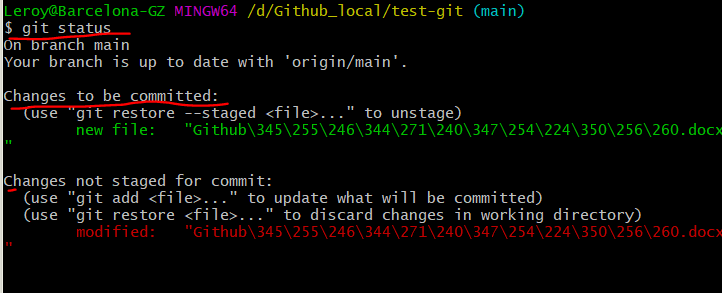 Leroy@Barcelona-GZ MINGW64 /d/Github_local/test-git (main)
$ git status
On branch main
Your branch is up to date with 'origin/main'.
Changes to be committed:
(use "git restore --staged <file>..." to unstage)
new file: "Github\345\255\246\344\271\240\347\254\224\350\256\260.docx
"
Changes not staged for commit:
(use "git add <file>..." to update what will be committed)
(use "git restore <file>..." to discard changes in working directory)
modified: "Github\345\255\246\344\271\240\347\254\224\350\256\260.docx
"